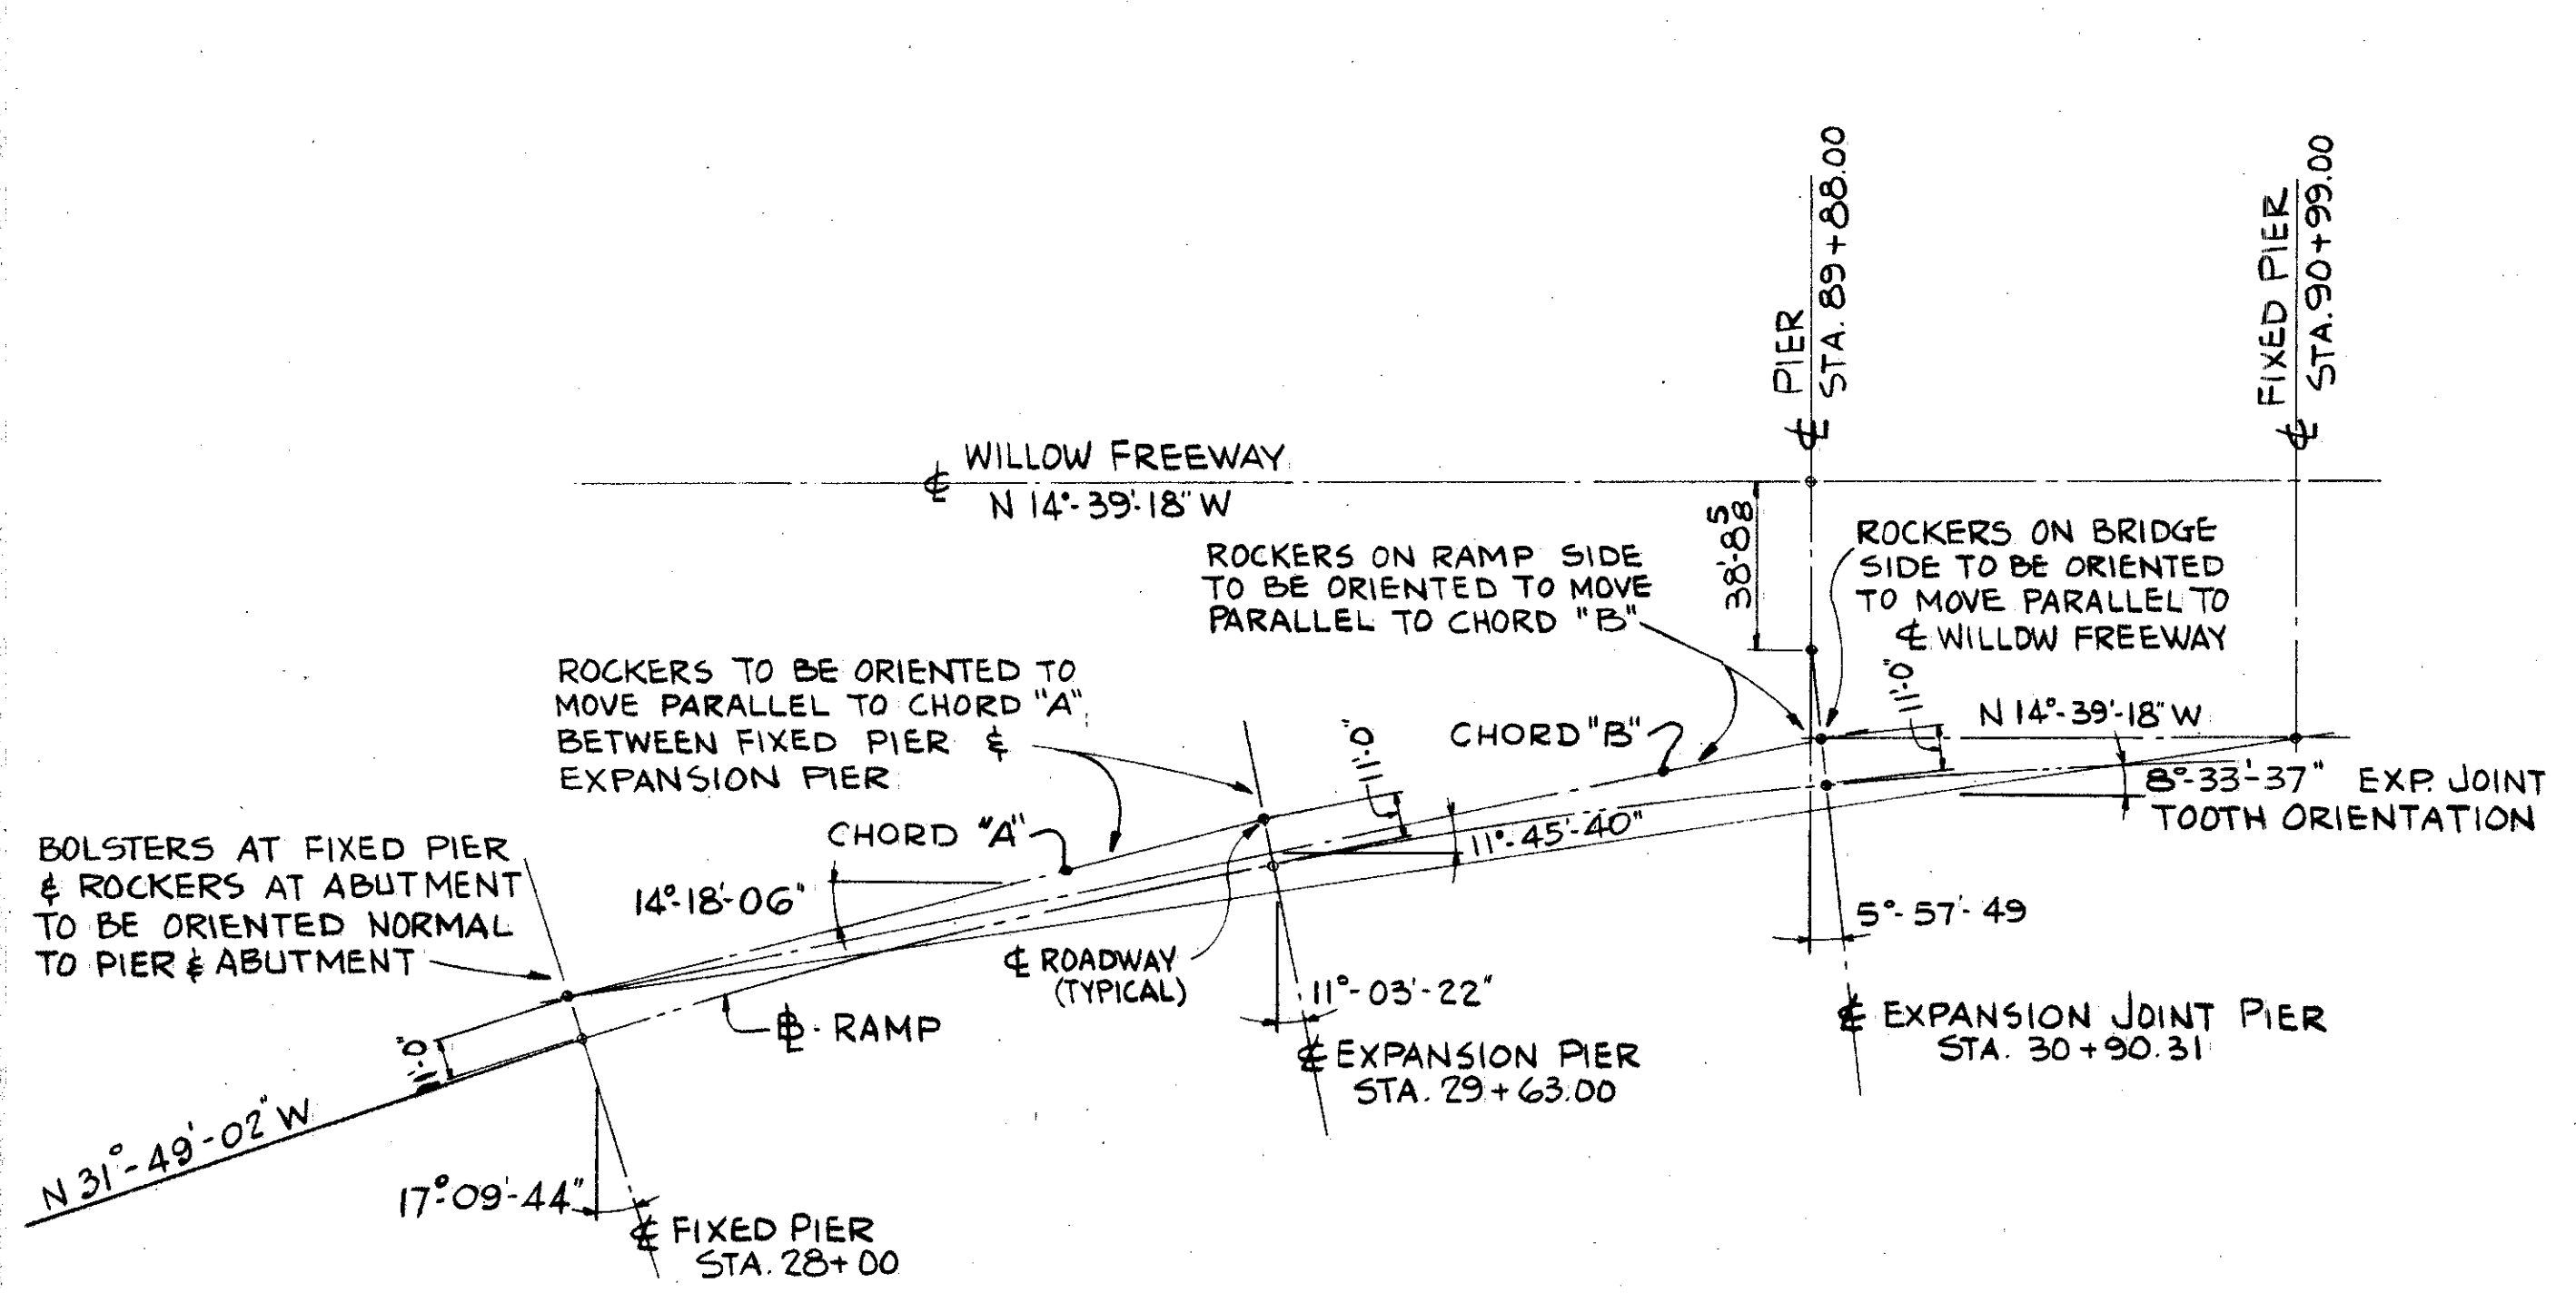 ℄ PIER
STA. 89+88.00
℄ FIXED PIER
STA. 90+99.00
℄ WILLOW FREEWAY
N 14°-39'-18" W
38'-8 5/8
ROCKERS ON RAMP SIDE
TO BE ORIENTED TO MOVE
PARALLEL TO CHORD "B"
ROCKERS ON BRIDGE
SIDE TO BE ORIENTED
TO MOVE PARALLEL TO
℄ WILLOW FREEWAY
ROCKERS TO BE ORIENTED TO
MOVE PARALLEL TO CHORD "A"
BETWEEN FIXED PIER &
EXPANSION PIER
11'-0"
CHORD "B"
11'-0"
N 14°-39'-18" W
8°-33'-37" EXP. JOINT
TOOTH ORIENTATION
BOLSTERS AT FIXED PIER
& ROCKERS AT ABUTMENT
TO BE ORIENTED NORMAL
TO PIER & ABUTMENT
CHORD "A"
14°-18'-06"
11°-45'-40"
℄ ROADWAY
(TYPICAL)
5°-57'-49
11°-03'-22"
℄ EXPANSION JOINT PIER
STA. 30+90.31
℄ EXPANSION PIER
STA. 29+63.00
RAMP
11'-0"
N 31°-49'-02" W
17°-09'-44"
℄ FIXED PIER
STA. 28+00